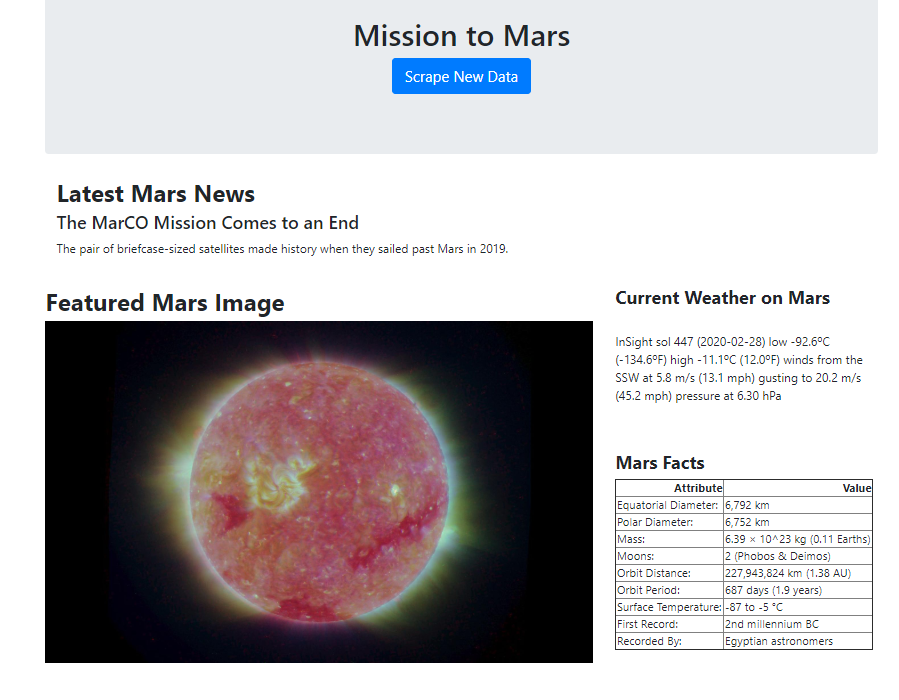 Mission to Mars
Scrape New Data
Latest Mars News
The MarCO Mission Comes to an End
The pair of briefcase-sized satellites made history when they sailed past Mars in 2019.
Featured Mars Image
Current Weather on Mars
InSight sol 447 (2020-02-28) low -92.6ºC
(-134.6ºF) high -11.1ºC (12.0ºF) winds from the
SSW at 5.8 m/s (13.1 mph) gusting to 20.2 m/s
(45.2 mph) pressure at 6.30 hPa
Mars Facts
Attribute Value
Equatorial Diameter: 6,792 km
Polar Diameter: 6,752 km
Mass: 6.39 × 10^23 kg (0.11 Earths)
Moons: 2 (Phobos & Deimos)
Orbit Distance: 227,943,824 km (1.38 AU)
Orbit Period: 687 days (1.9 years)
Surface Temperature: -87 to -5 °C
First Record: 2nd millennium BC
Recorded By: Egyptian astronomers